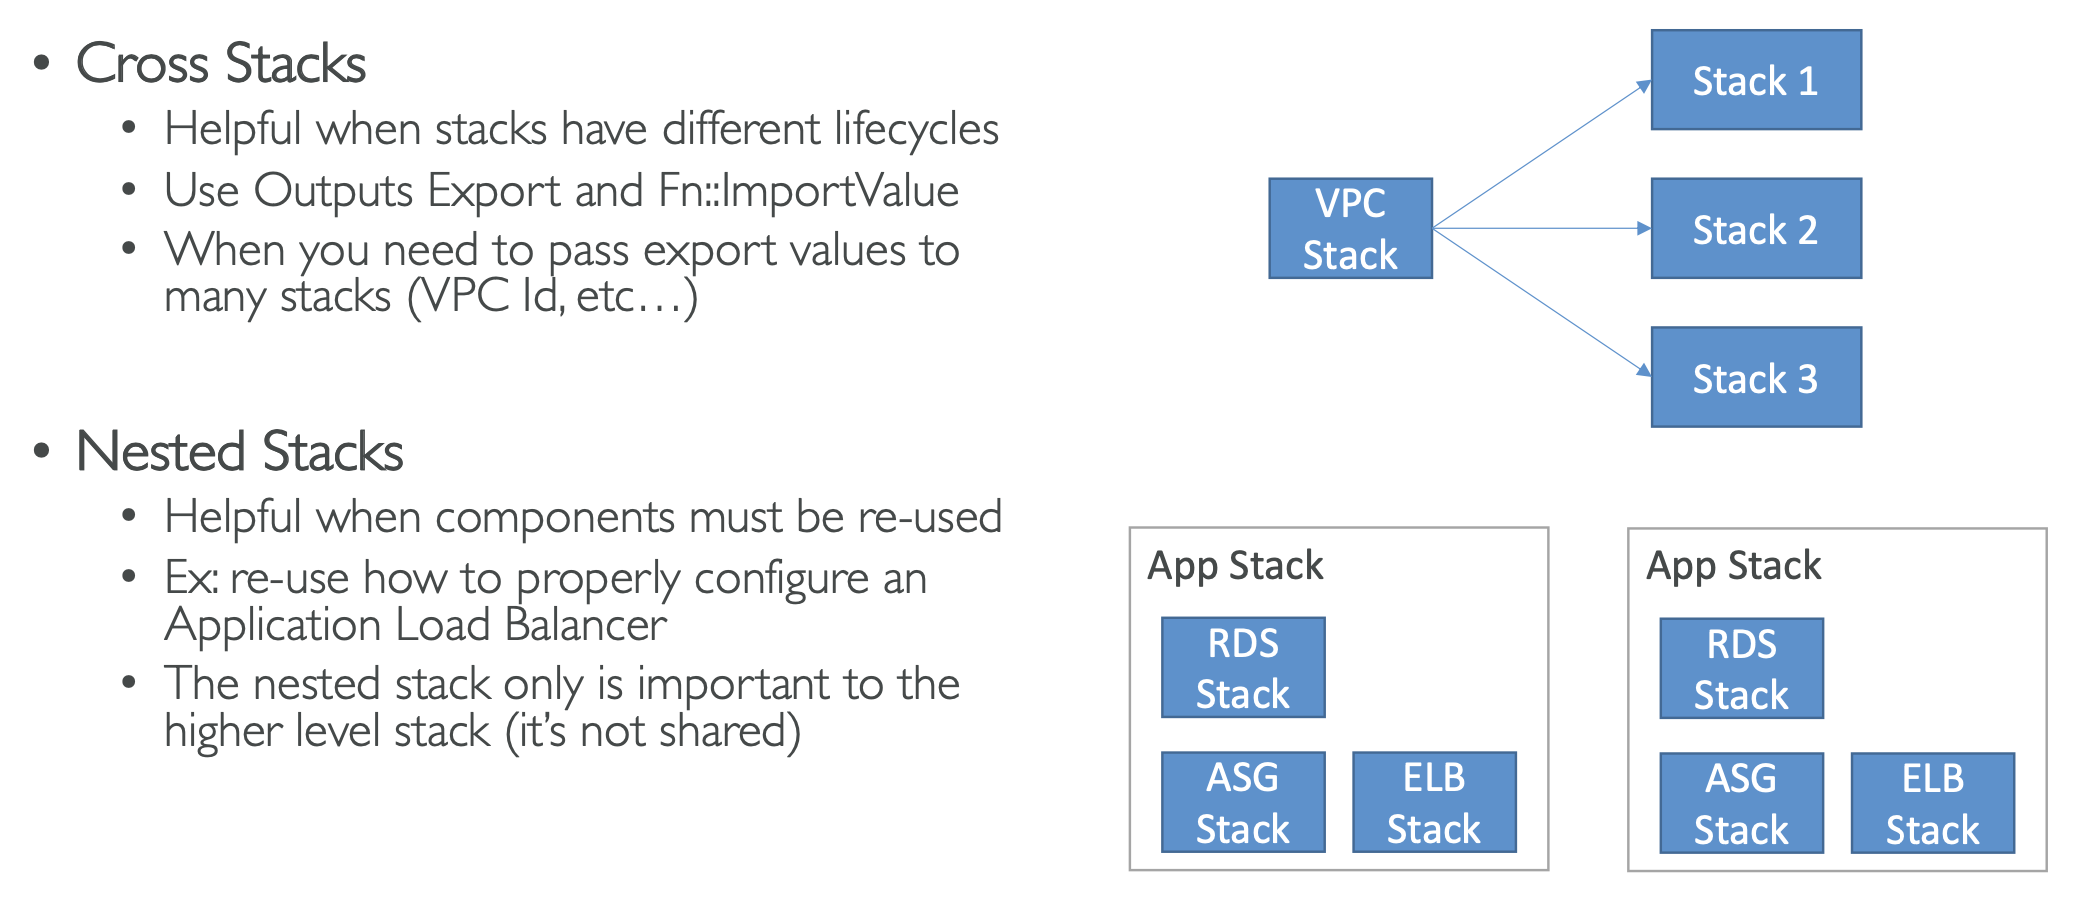 • Cross Stacks
• Helpful when stacks have different lifecycles
• Use Outputs Export and Fn::ImportValue
• When you need to pass export values to
many stacks (VPC Id, etc…)
• Nested Stacks
• Helpful when components must be re-used
• Ex: re-use how to properly configure an
Application Load Balancer
• The nested stack only is important to the
higher level stack (it's not shared)
VPC
Stack
Stack 1
Stack 2
Stack 3
App Stack
RDS
Stack
ASG
Stack
ELB
Stack
App Stack
RDS
Stack
ASG
Stack
ELB
Stack